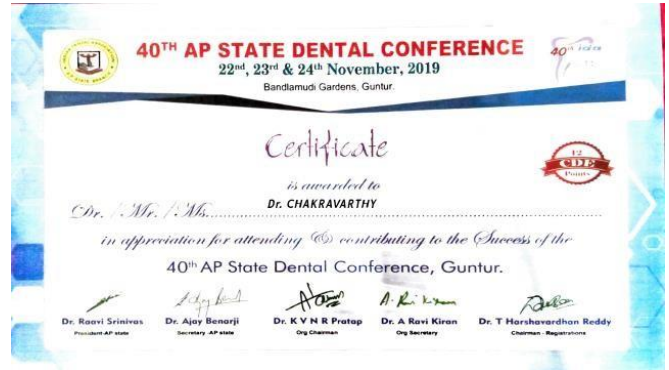 40TH AP STATE DENTAL CONFERENCE
22nd, 23rd & 24th November, 2019
Bandlamudi Gardens, Guntur.
Certificate
12
CDE
Points
is awarded to
Dr. CHAKRAVARTHY
Dr. / Mr. / Ms.
in appreciation for attending & contributing to the Success of the
40th AP State Dental Conference, Guntur.
Dr. Raavi Srinivas Dr. Ajay Benarji Dr. K V N R Pratap Dr. A Ravi Kiran Dr. T Harshavardhan Reddy
President-AP state Secretary -AP state Org Chairman Org Secretary Chairman - Registrations